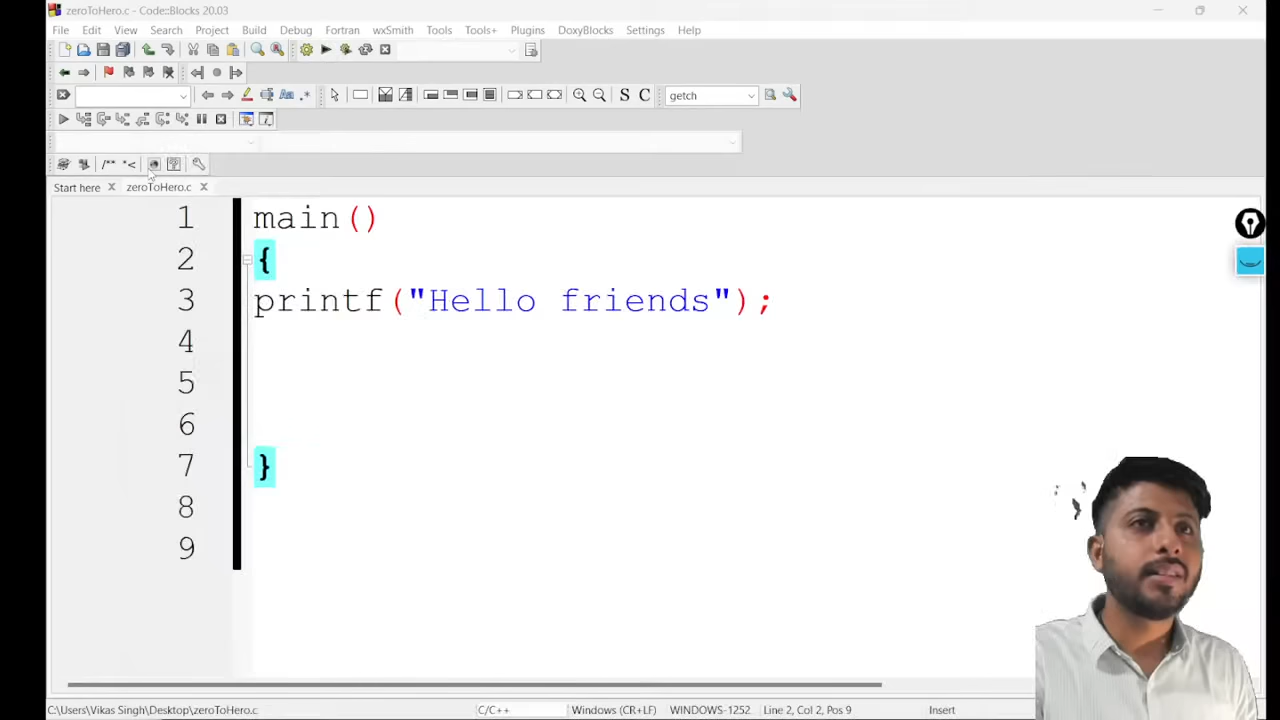 zeroToHero.c - Code::Blocks 20.03
File Edit View Search Project Build Debug Fortran wxSmith Tools Tools+ Plugins DoxyBlocks Settings Help
S C getch
/** *<
Start here zeroToHero.c
1 main()
2 {
3 printf("Hello friends");
4
5
6
7 }
8
9
C:\Users\Vikas Singh\Desktop\zeroToHero.c C/C++ Windows (CR+LF) WINDOWS-1252 Line 2, Col 2, Pos 9 Insert